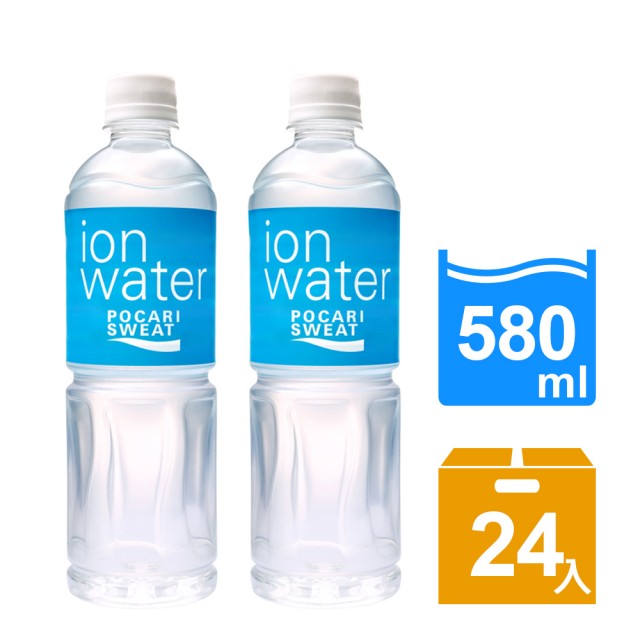 ion
water
POCARI
SWEAT
ion
water
POCARI
SWEAT
580
ml
24入